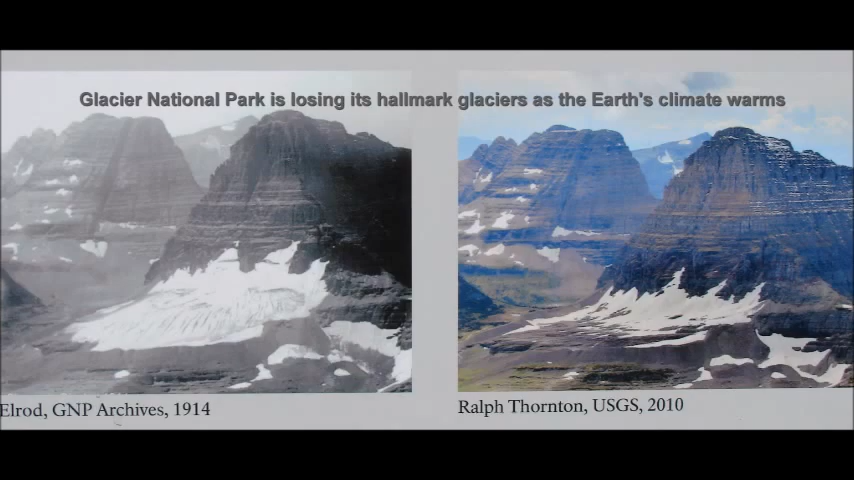 Glacier National Park is losing its hallmark glaciers as the Earth's climate warms
Elrod, GNP Archives, 1914
Ralph Thornton, USGS, 2010